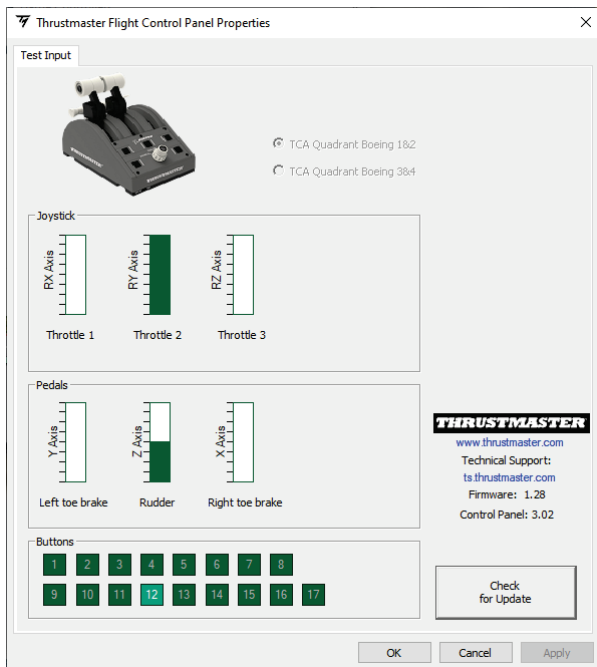 Thrustmaster Flight Control Panel Properties
Test Input
TCA Quadrant Boeing 1&2
TCA Quadrant Boeing 3&4
Joystick
RX Axis
RY Axis
RZ Axis
Throttle 1
Throttle 2
Throttle 3
Pedals
Y Axis
Z Axis
X Axis
Left toe brake
Rudder
Right toe brake
THRUSTMASTER
www.thrustmaster.com
Technical Support:
ts.thrustmaster.com
Firmware: 1.28
Control Panel: 3.02
Buttons
1 2 3 4 5 6 7 8
9 10 11 12 13 14 15 16 17
Check
for Update
OK
Cancel
Apply